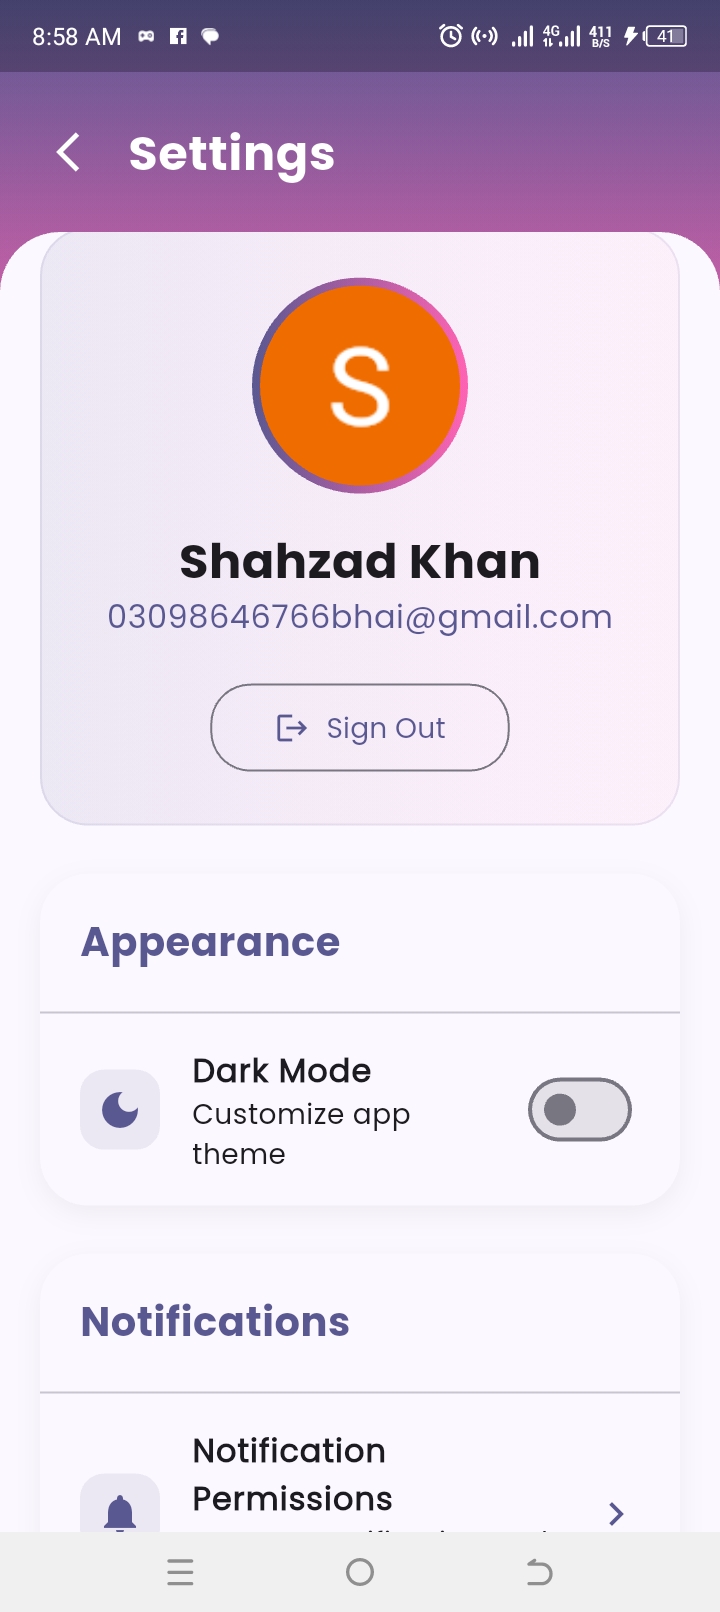 8:58 AM
4G
411
B/S
41
Settings
S
Shahzad Khan
03098646766bhai@gmail.com
Sign Out
Appearance
Dark Mode
Customize app
theme
Notifications
Notification
Permissions